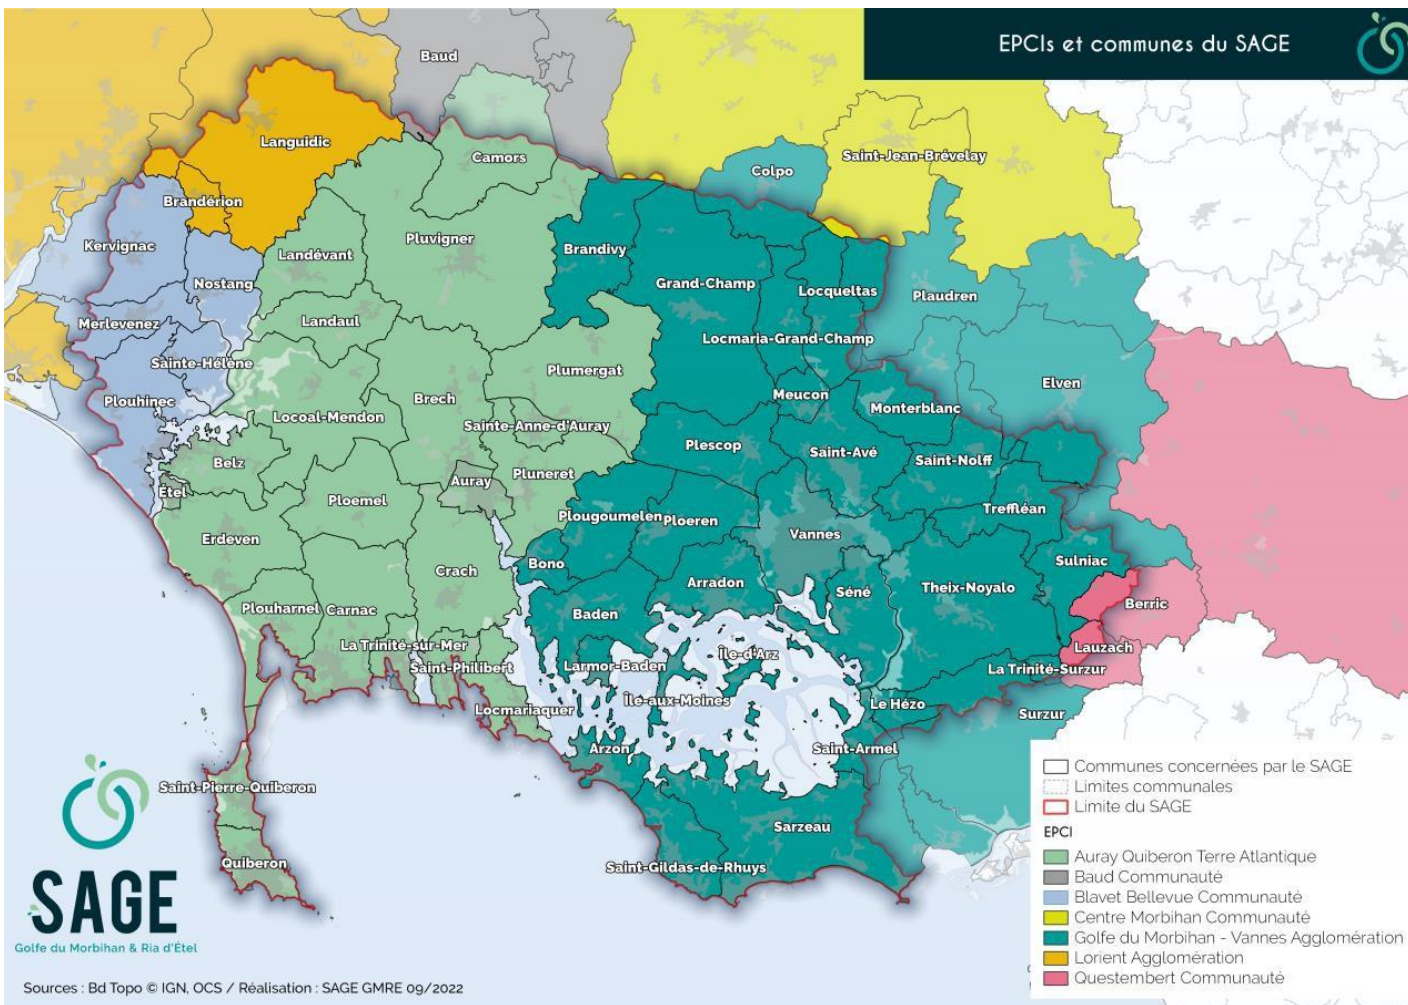 EPCIs et communes du SAGE
Baud
Languidic
Camors
Saint-Jean-Brévelay
Colpo
Brandérion
Kervignac
Pluvigner
Landévant
Brandivy
Nostang
Grand-Champ
Locqueltas
Plaudren
Merlevenez
Landaul
Locmaria-Grand-Champ
Sainte-Hélène
Plumergat
Elven
Plouhinec
Brech
Meucon
Monterblanc
Locoal-Mendon
Sainte-Anne-d'Auray
Plescop
Saint-Avé
Saint-Nolff
Belz
Pluneret
Auray
Étel
Ploemel
Treffléan
Plougoumelen
Ploeren
Vannes
Erdeven
Bono
Sulniac
Crach
Arradon
Séné
Theix-Noyalo
Berric
Plouharnel
Carnac
Baden
La Trinité-sur-Mer
Lauzach
Île-d'Arz
Saint-Philibert
Larmor-Baden
La Trinité-Surzur
Île-aux-Moines
Le Hézo
Locmariaquer
Surzur
Arzon
Saint-Armel
Saint-Pierre-Quiberon
Sarzeau
Quiberon
Saint-Gildas-de-Rhuys
Communes concernées par le SAGE
Limites communales
Limite du SAGE
EPCI
Auray Quiberon Terre Atlantique
Baud Communauté
Blavet Bellevue Communauté
Centre Morbihan Communauté
Golfe du Morbihan - Vannes Agglomération
Lorient Agglomération
Questembert Communauté
SAGE
Golfe du Morbihan & Ria d'Étel
Sources : Bd Topo © IGN, OCS / Réalisation : SAGE GMRE 09/2022